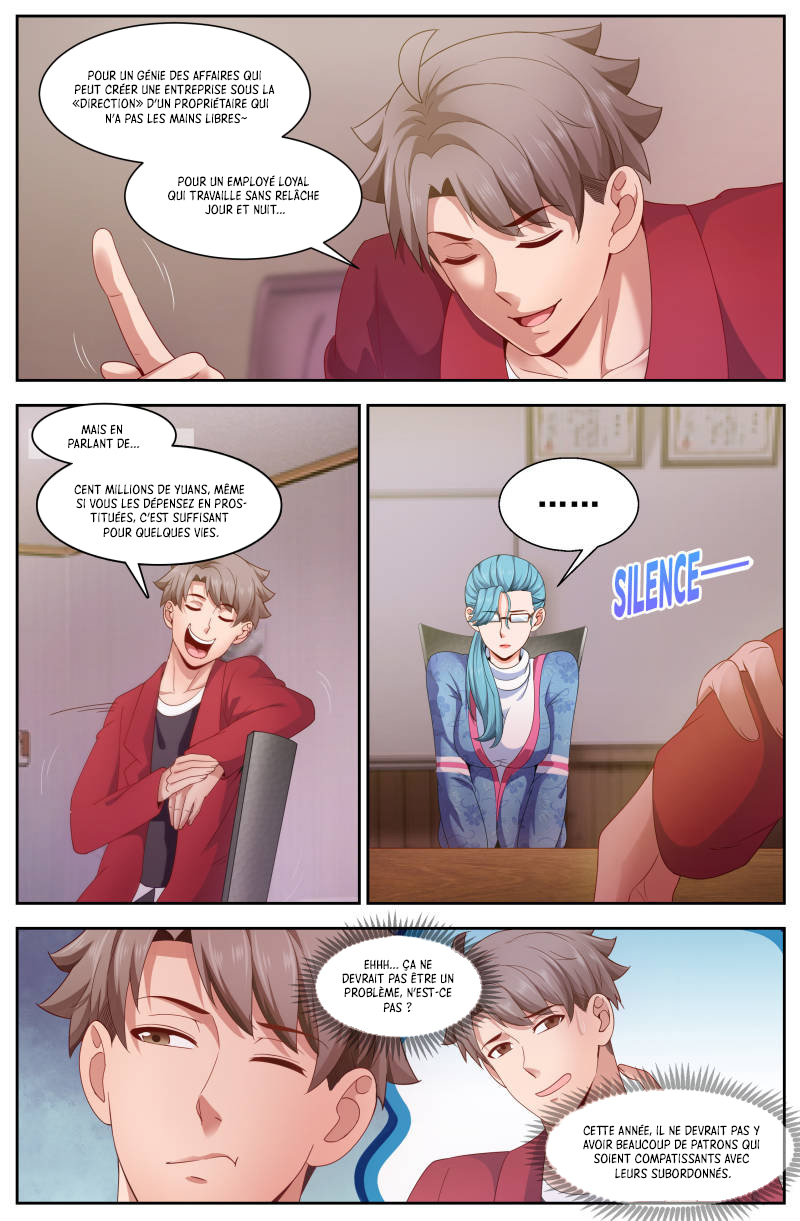 POUR UN GÉNIE DES AFFAIRES QUI
PEUT CRÉER UNE ENTREPRISE SOUS LA
«DIRECTION» D'UN PROPRIÉTAIRE QUI
N'A PAS LES MAINS LIBRES~
POUR UN EMPLOYÉ LOYAL
QUI TRAVAILLE SANS RELÂCHE
JOUR ET NUIT...
MAIS EN
PARLANT DE...
CENT MILLIONS DE YUANS, MÊME
SI VOUS LES DÉPENSEZ EN PROS-
TITUÉES, C'EST SUFFISANT
POUR QUELQUES VIES.
......
SILENCE—
EHHH... ÇA NE
DEVRAIT PAS ÊTRE UN
PROBLÈME, N'EST-CE
PAS ?
CETTE ANNÉE, IL NE DEVRAIT PAS Y
AVOIR BEAUCOUP DE PATRONS QUI
SOIENT COMPATISSANTS AVEC
LEURS SUBORDONNÉS.